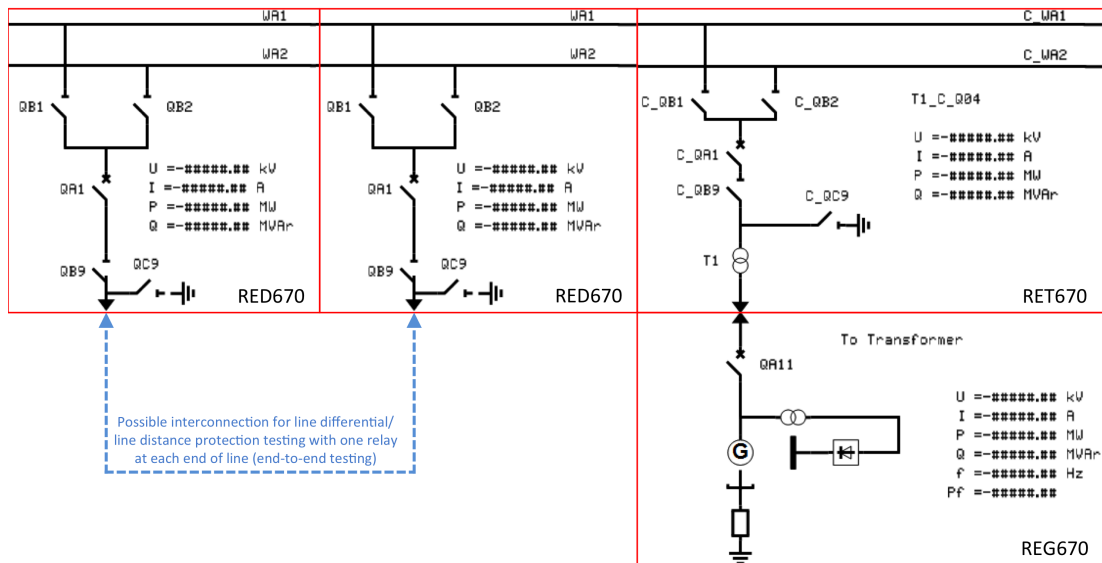 WA1
WA2
QB1
QB2
U =-#####.## kV
I =-#####.## A
P =-#####.## MW
Q =-#####.## MVAr
QA1
QB9
QC9
RED670
WA1
WA2
QB1
QB2
U =-#####.## kV
I =-#####.## A
P =-#####.## MW
Q =-#####.## MVAr
QA1
QB9
QC9
RED670
C_WA1
C_WA2
C_QB1
C_QB2
T1_C_Q04
U =-#####.## kV
I =-#####.## A
P =-#####.## MW
Q =-#####.## MVAr
C_QA1
C_QB9
C_QC9
T1
RET670
Possible interconnection for line differential/
line distance protection testing with one relay
at each end of line (end-to-end testing)
To Transformer
QA11
U =-#####.## kV
I =-#####.## A
P =-#####.## MW
Q =-#####.## MVAr
f =-#####.## Hz
Pf =-#####.##
G
REG670